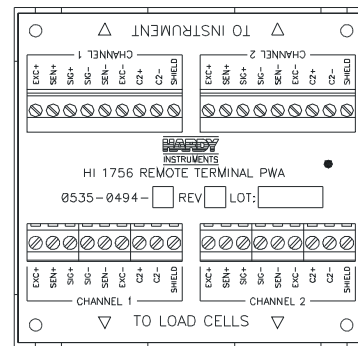 TO INSTRUMENT
CHANNEL 1
CHANNEL 2
EXC+ SEN+ SIG+ SIG- SEN- EXC- C2+ C2- SHIELD
EXC+ SEN+ SIG+ SIG- SEN- EXC- C2+ C2- SHIELD
HARDY
INSTRUMENTS
HI 1756 REMOTE TERMINAL PWA
0535-0494- REV LOT:
EXC+ SEN+ SIG+ SIG- SEN- EXC- C2+ C2- SHIELD
EXC+ SEN+ SIG+ SIG- SEN- EXC- C2+ C2- SHIELD
CHANNEL 1
CHANNEL 2
TO LOAD CELLS